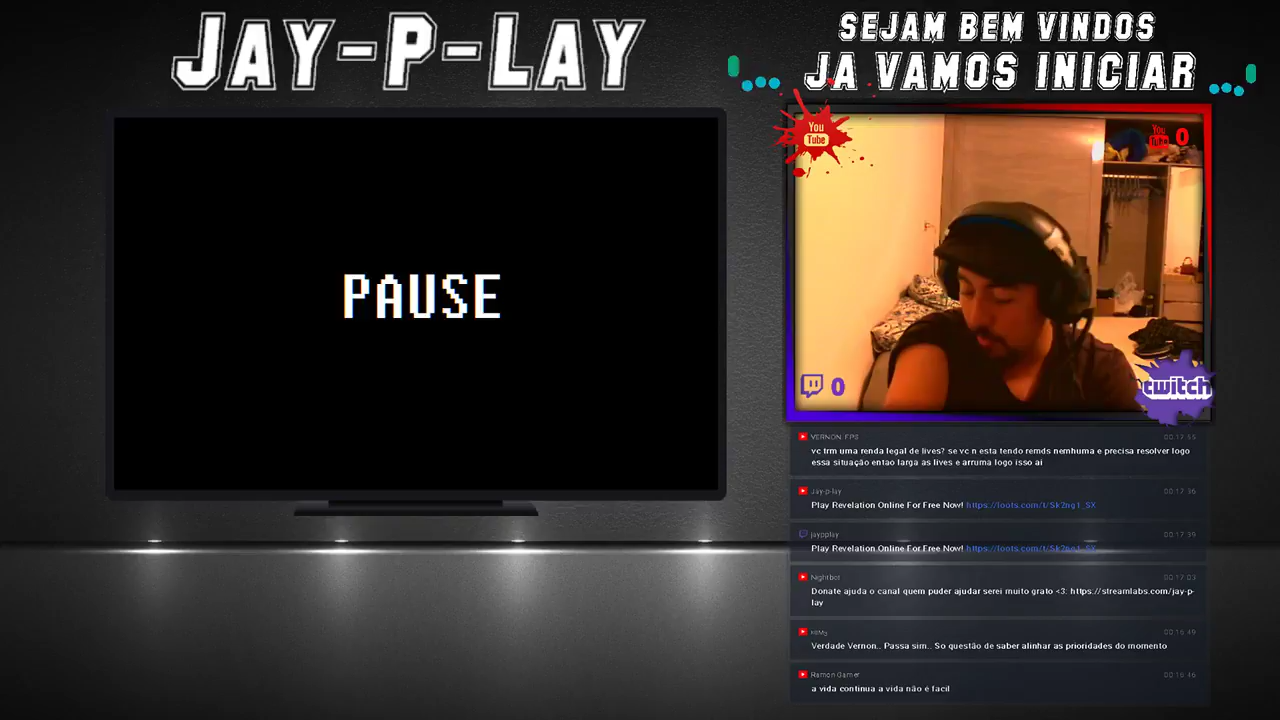 JAY-P-LAY
SEJAM BEM VINDOS
JA VAMOS INICIAR
PAUSE
You
Tube
You
Tube
0
0
twitch
VERNON FPS
vc trm uma renda legal de lives? se vc n esta tendo remds nemhuma e precisa resolver logo
essa situação entao larga as lives e arruma logo isso ai
Jay-p-lay 00:17:36
Play Revelation Online For Free Now! https://loots.com/t/Sk2ng1_SX
jaypplay 00:17:39
Play Revelation Online For Free Now! https://loots.com/t/Sk2ng1_SX
Nightbot 00:17:03
Donate ajuda o canal quem puder ajudar serei muito grato <3: https://streamlabs.com/jay-p-
lay
00:16:49
Verdade Vernon.. Passa sim.. So questão de saber alinhar as prioridades do momento
Ramon Gamer 00:16:46
a vida continua a vida não é facil